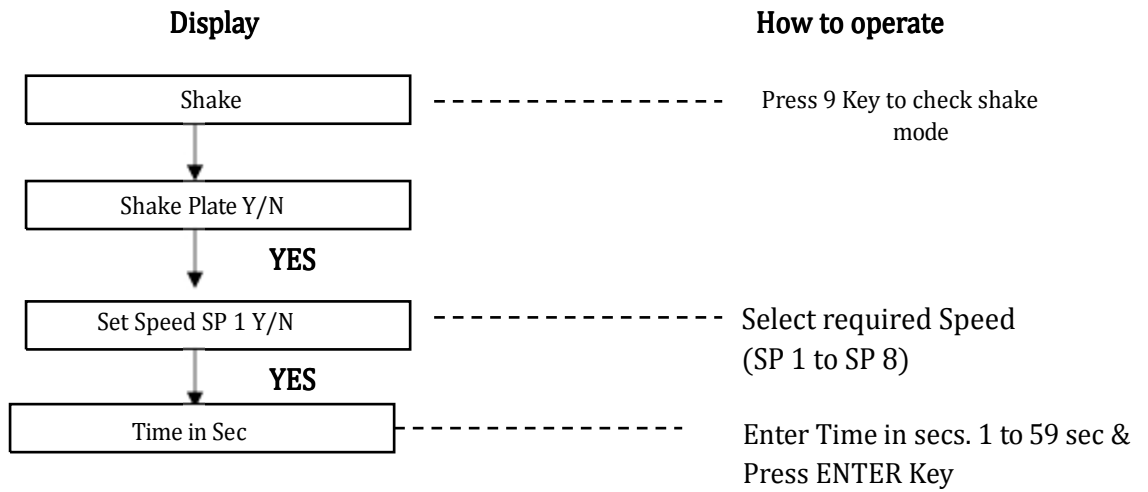 Display
How to operate
Shake
Press 9 Key to check shake
mode
Shake Plate Y/N
YES
Set Speed SP 1 Y/N
Select required Speed
(SP 1 to SP 8)
YES
Time in Sec
Enter Time in secs. 1 to 59 sec &
Press ENTER Key